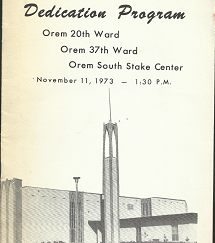 Dedication Program
Orem 20th Ward
Orem 37th Ward
Orem South Stake Center
November 11, 1973 — 1:30 P.M.